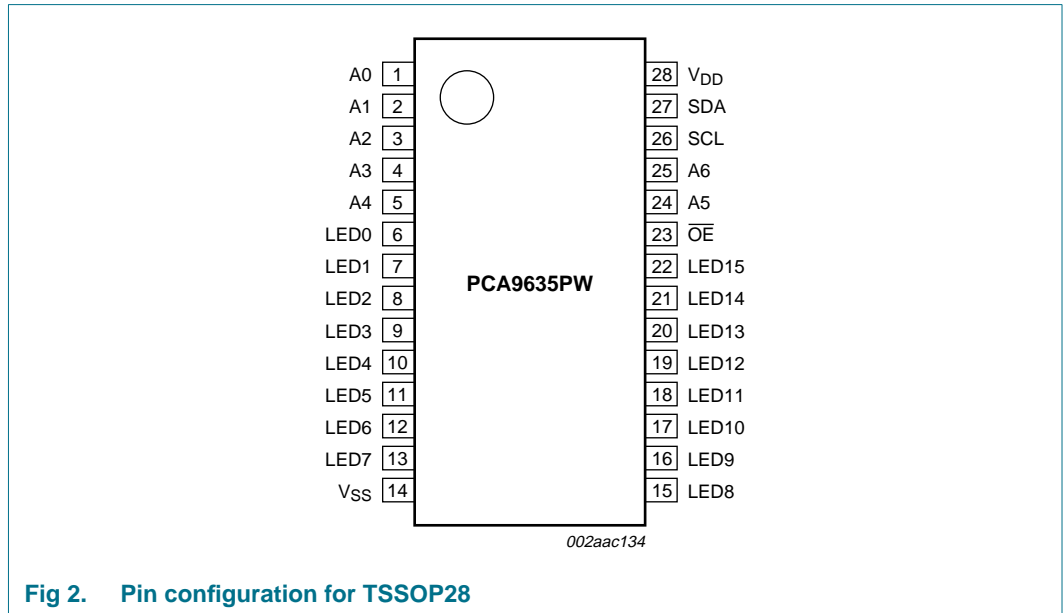 A0 1 28 VDD
A1 2 27 SDA
A2 3 26 SCL
A3 4 25 A6
A4 5 24 A5
LED0 6 23 O̅E̅
LED1 7 22 LED15
PCA9635PW
LED2 8 21 LED14
LED3 9 20 LED13
LED4 10 19 LED12
LED5 11 18 LED11
LED6 12 17 LED10
LED7 13 16 LED9
VSS 14 15 LED8
002aac134
Fig 2. Pin configuration for TSSOP28